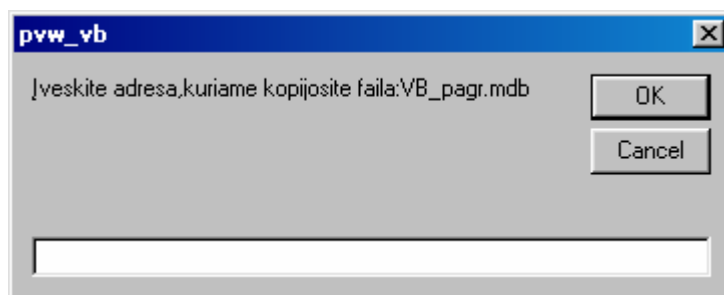 pvw_vb
Įveskite adresa,kuriame kopijosite faila:VB_pagr.mdb
OK
Cancel